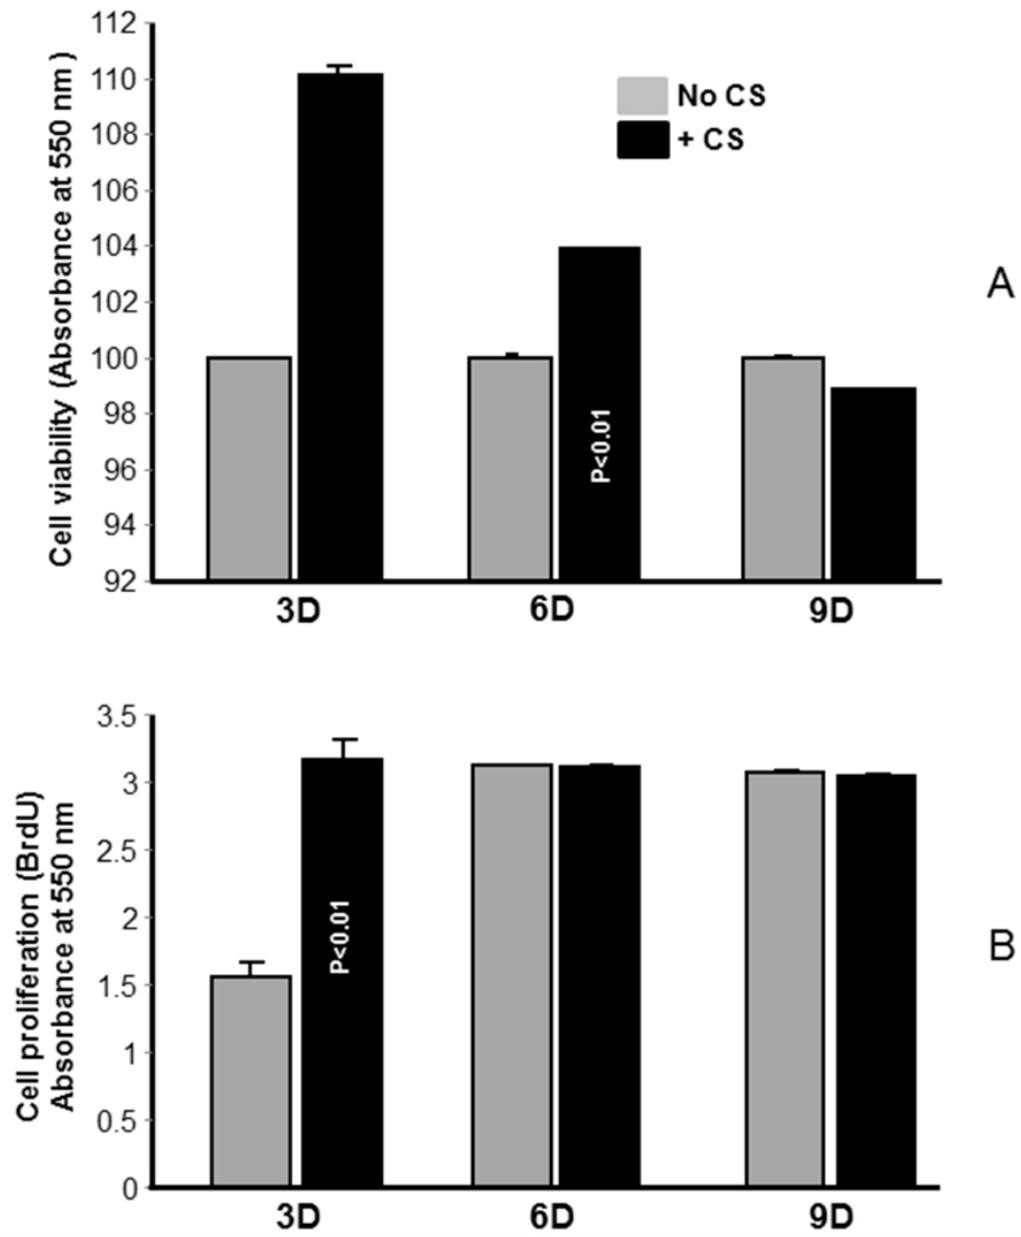 Cell viability (Absorbance at 550 nm )
112
110
108
106
104
102
100
98
96
94
92
No CS
+ CS
P<0.01
3D
6D
9D
A
Cell proliferation (BrdU)
Absorbance at 550 nm
3.5
3
2.5
2
1.5
1
0.5
0
P<0.01
3D
6D
9D
B